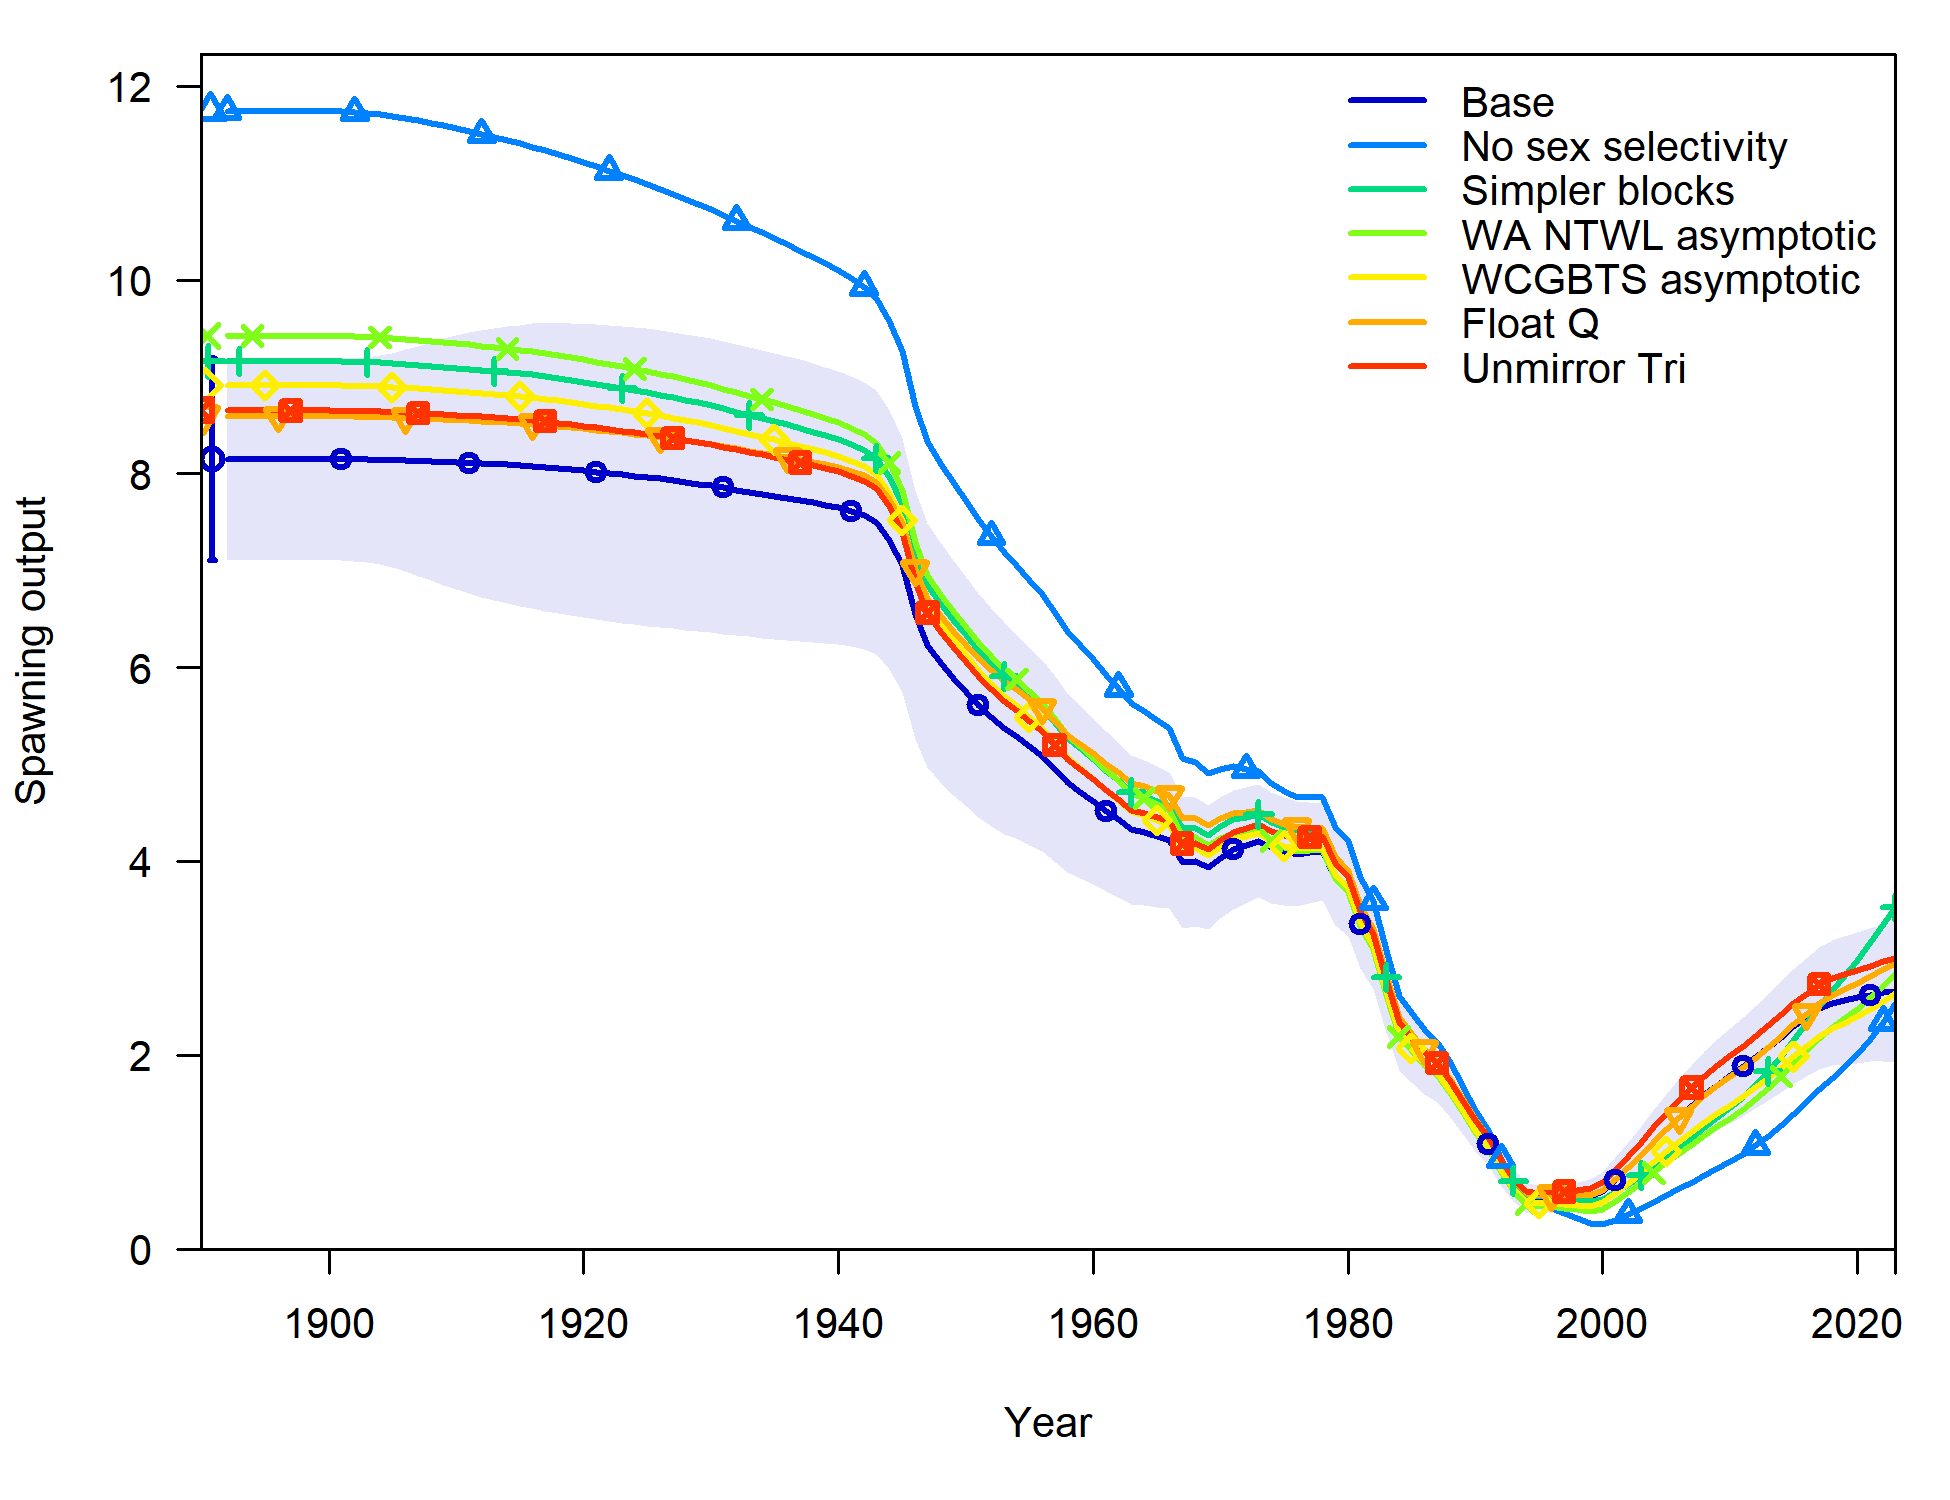 Spawning output
12
10
8
6
4
2
0
Base
No sex selectivity
Simpler blocks
WA NTWL asymptotic
WCGBTS asymptotic
Float Q
Unmirror Tri
1900 1920 1940 1960 1980 2000 2020
Year